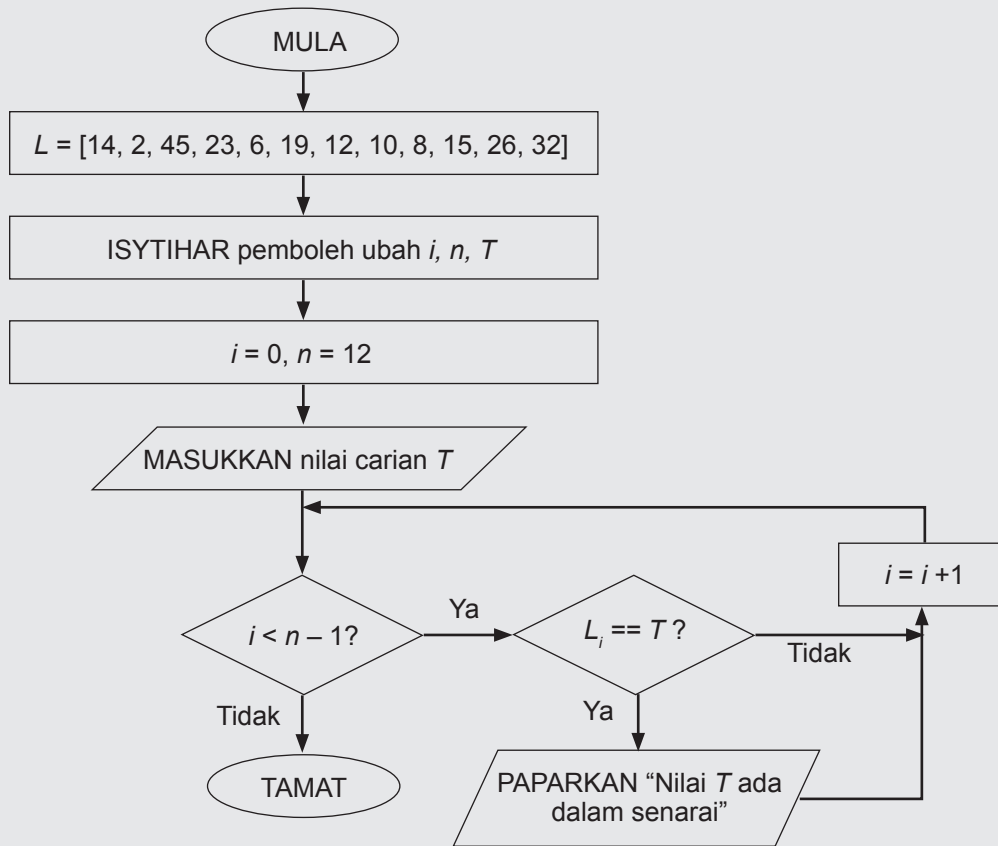 MULA
L = [14, 2, 45, 23, 6, 19, 12, 10, 8, 15, 26, 32]
ISYTIHAR pemboleh ubah i, n, T
i = 0, n = 12
MASUKKAN nilai carian T
i = i +1
i < n – 1?
Ya
Lᵢ == T ?
Tidak
Tidak
Ya
TAMAT
PAPARKAN “Nilai T ada
dalam senarai”